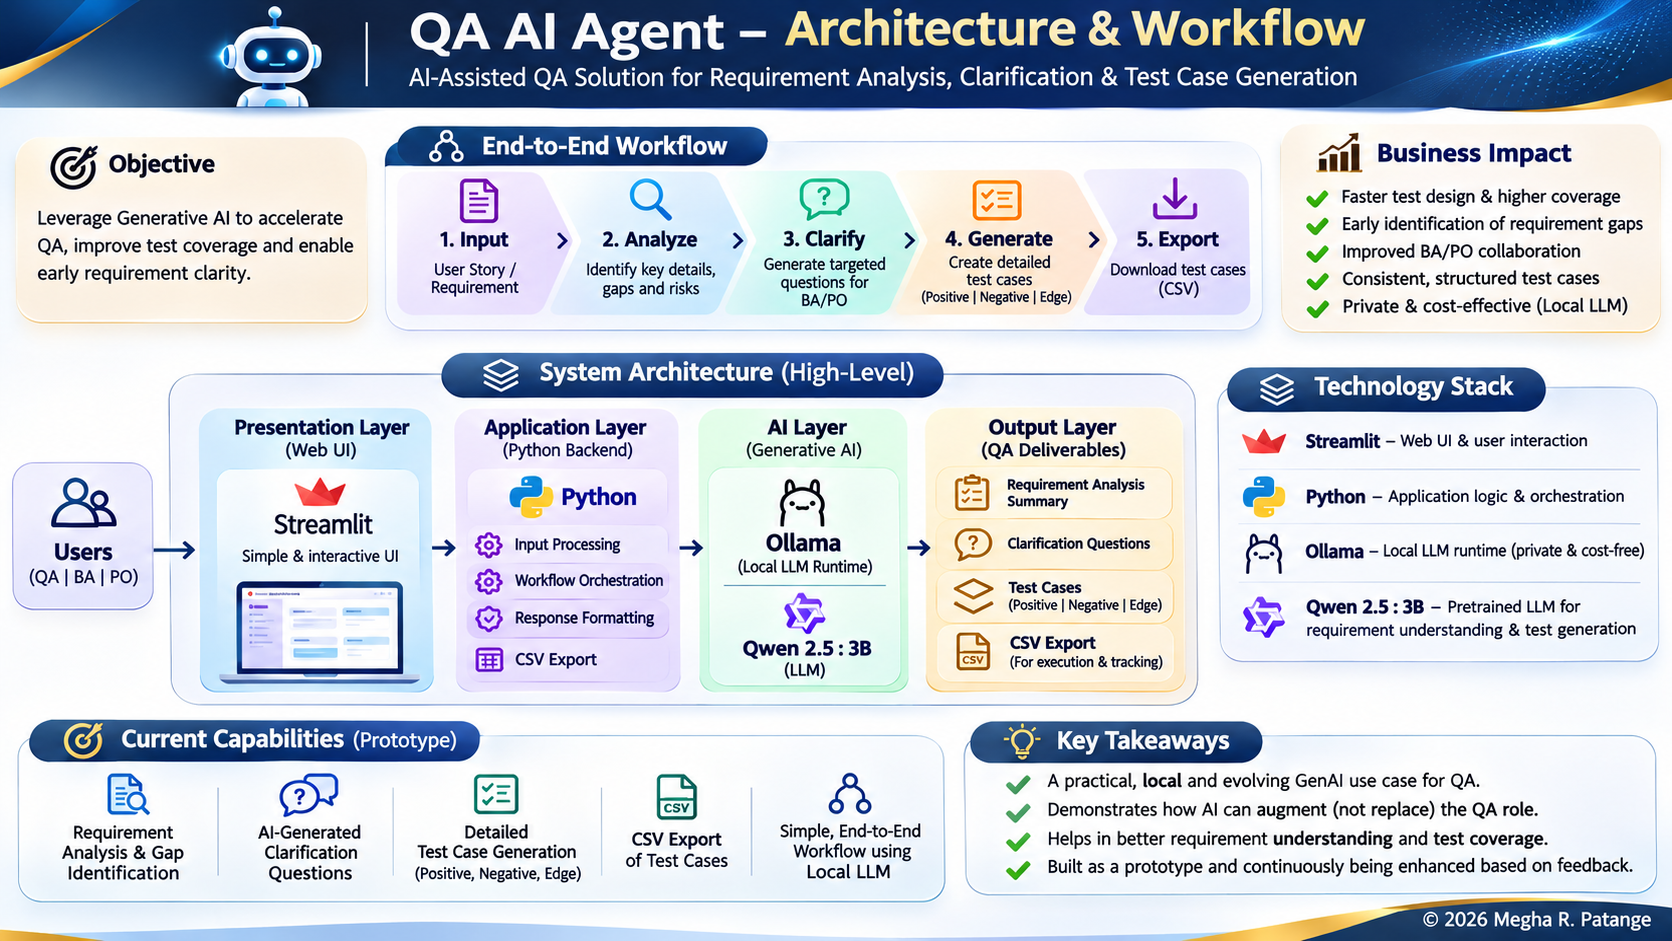 QA AI Agent – Architecture & Workflow
AI-Assisted QA Solution for Requirement Analysis, Clarification & Test Case Generation
Objective
Leverage Generative AI to accelerate
QA, improve test coverage and enable
early requirement clarity.
End-to-End Workflow
1. Input
User Story /
Requirement
2. Analyze
Identify key details,
gaps and risks
3. Clarify
Generate targeted
questions for
BA/PO
4. Generate
Create detailed
test cases
(Positive | Negative | Edge)
5. Export
Download test cases
(CSV)
Business Impact
Faster test design & higher coverage
Early identification of requirement gaps
Improved BA/PO collaboration
Consistent, structured test cases
Private & cost-effective (Local LLM)
System Architecture (High-Level)
Users
(QA | BA | PO)
Presentation Layer
(Web UI)
Streamlit
Simple & interactive UI
Application Layer
(Python Backend)
Python
Input Processing
Workflow Orchestration
Response Formatting
CSV Export
AI Layer
(Generative AI)
Ollama
(Local LLM Runtime)
Qwen 2.5 : 3B
(LLM)
Output Layer
(QA Deliverables)
Requirement Analysis
Summary
Clarification Questions
Test Cases
(Positive | Negative | Edge)
CSV
CSV Export
(For execution & tracking)
Technology Stack
Streamlit – Web UI & user interaction
Python – Application logic & orchestration
Ollama – Local LLM runtime (private & cost-free)
Qwen 2.5 : 3B – Pretrained LLM for
requirement understanding & test generation
Current Capabilities (Prototype)
Requirement
Analysis & Gap
Identification
AI-Generated
Clarification
Questions
Detailed
Test Case Generation
(Positive, Negative, Edge)
CSV
CSV Export
of Test Cases
Simple, End-to-End
Workflow using
Local LLM
Key Takeaways
A practical, local and evolving GenAI use case for QA.
Demonstrates how AI can augment (not replace) the QA role.
Helps in better requirement understanding and test coverage.
Built as a prototype and continuously being enhanced based on feedback.
© 2026 Megha R. Patange